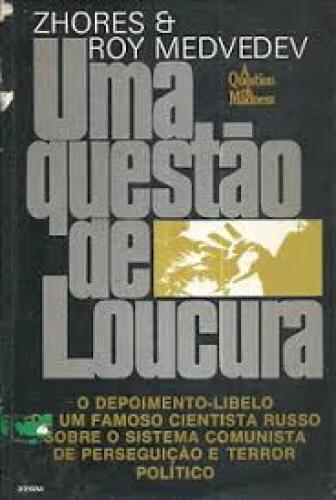 ZHORES &
ROY MEDVEDEV
A Question of Madness
Uma
questão
de
Loucura
O DEPOIMENTO-LIBELO
UM FAMOSO CIENTISTA RUSSO
SOBRE O SISTEMA COMUNISTA
DE PERSEGUIÇÃO E TERROR
POLÍTICO